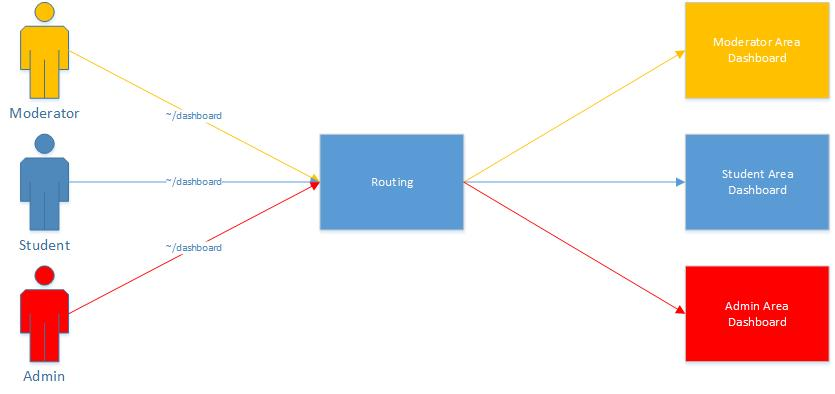 Moderator
~/dashboard
Student
~/dashboard
Admin
~/dashboard
Routing
Moderator Area
Dashboard
Student Area
Dashboard
Admin Area
Dashboard